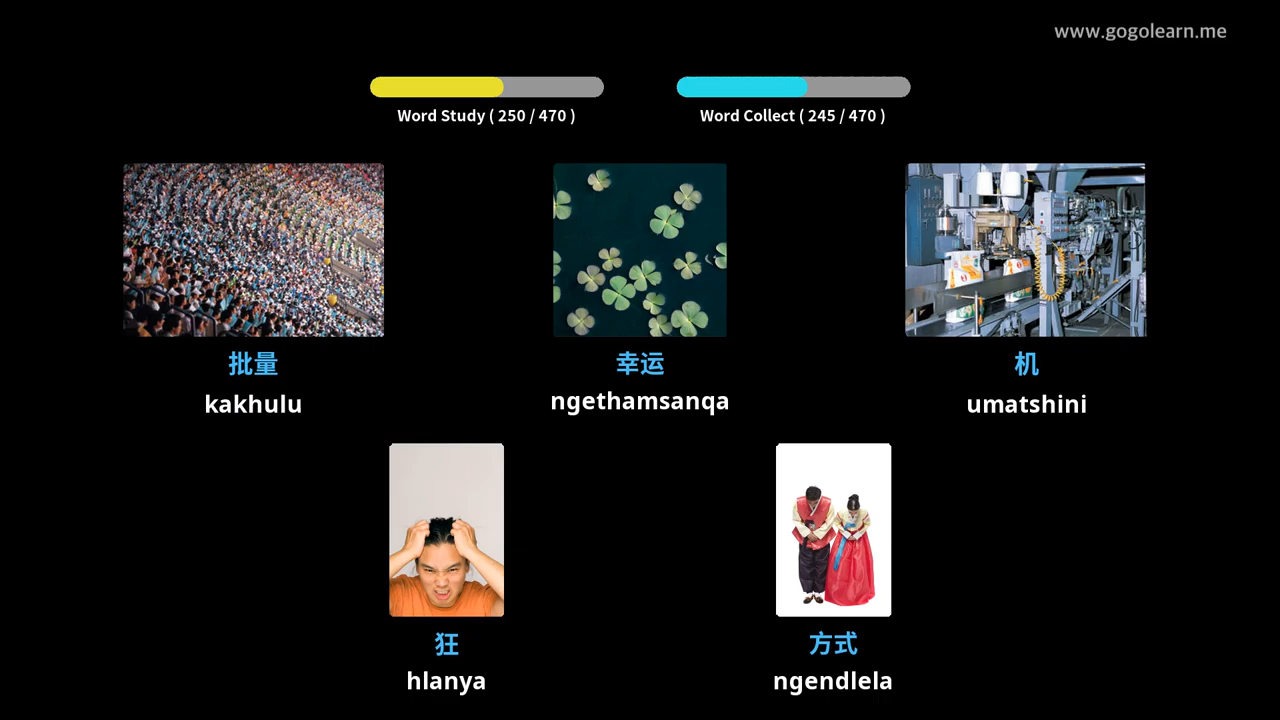 www.gogolearn.me
Word Study ( 250 / 470 )
Word Collect ( 245 / 470 )
批量
kakhulu
幸运
ngethamsanqa
机
umatshini
狂
hlanya
方式
ngendlela